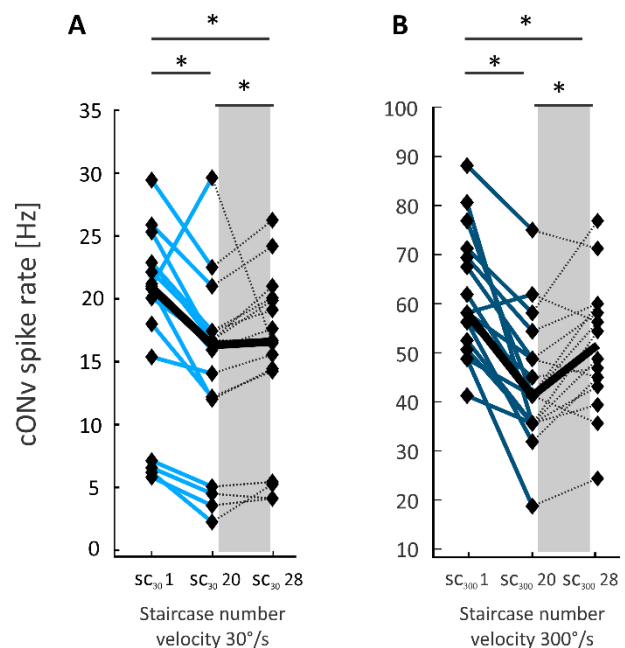 A
B
*
*
*
*
*
*
cONv spike rate [Hz]
35
30
25
20
15
10
5
0
100
90
80
70
60
50
40
30
20
10
SC₃₀ 1 SC₃₀ 20 SC₃₀ 28
Staircase number
velocity 30°/s
SC₃₀₀ 1 SC₃₀₀ 20 SC₃₀₀ 28
Staircase number
velocity 300°/s